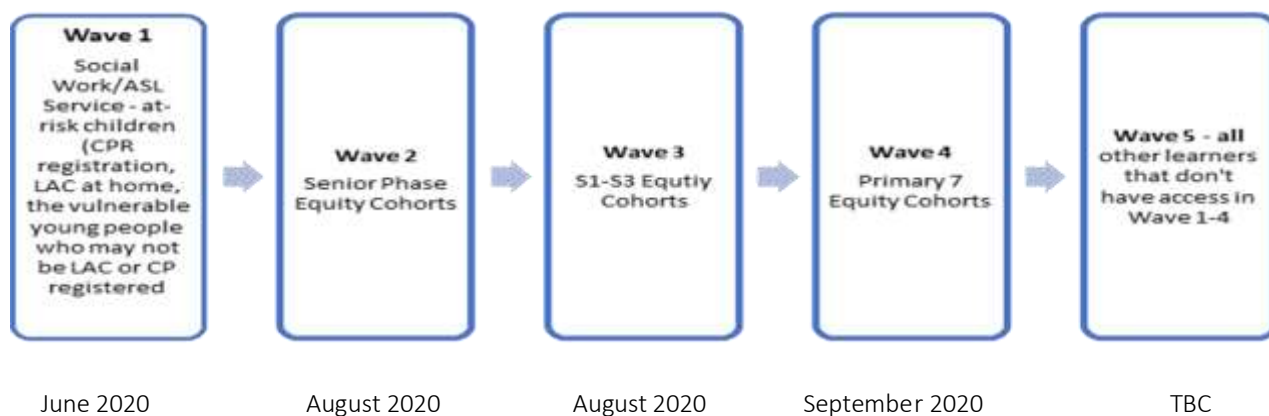 Wave 1
Social
Work/ASL
Service - at-
risk children
(CPR
registration,
LAC at home,
the vulnerable
young people
who may not
be LAC or CP
registered
Wave 2
Senior Phase
Equity Cohorts
Wave 3
S1-S3 Equtiy
Cohorts
Wave 4
Primary 7
Equity Cohorts
Wave 5 - all
other learners
that don't
have access in
Wave 1-4
June 2020
August 2020
August 2020
September 2020
TBC